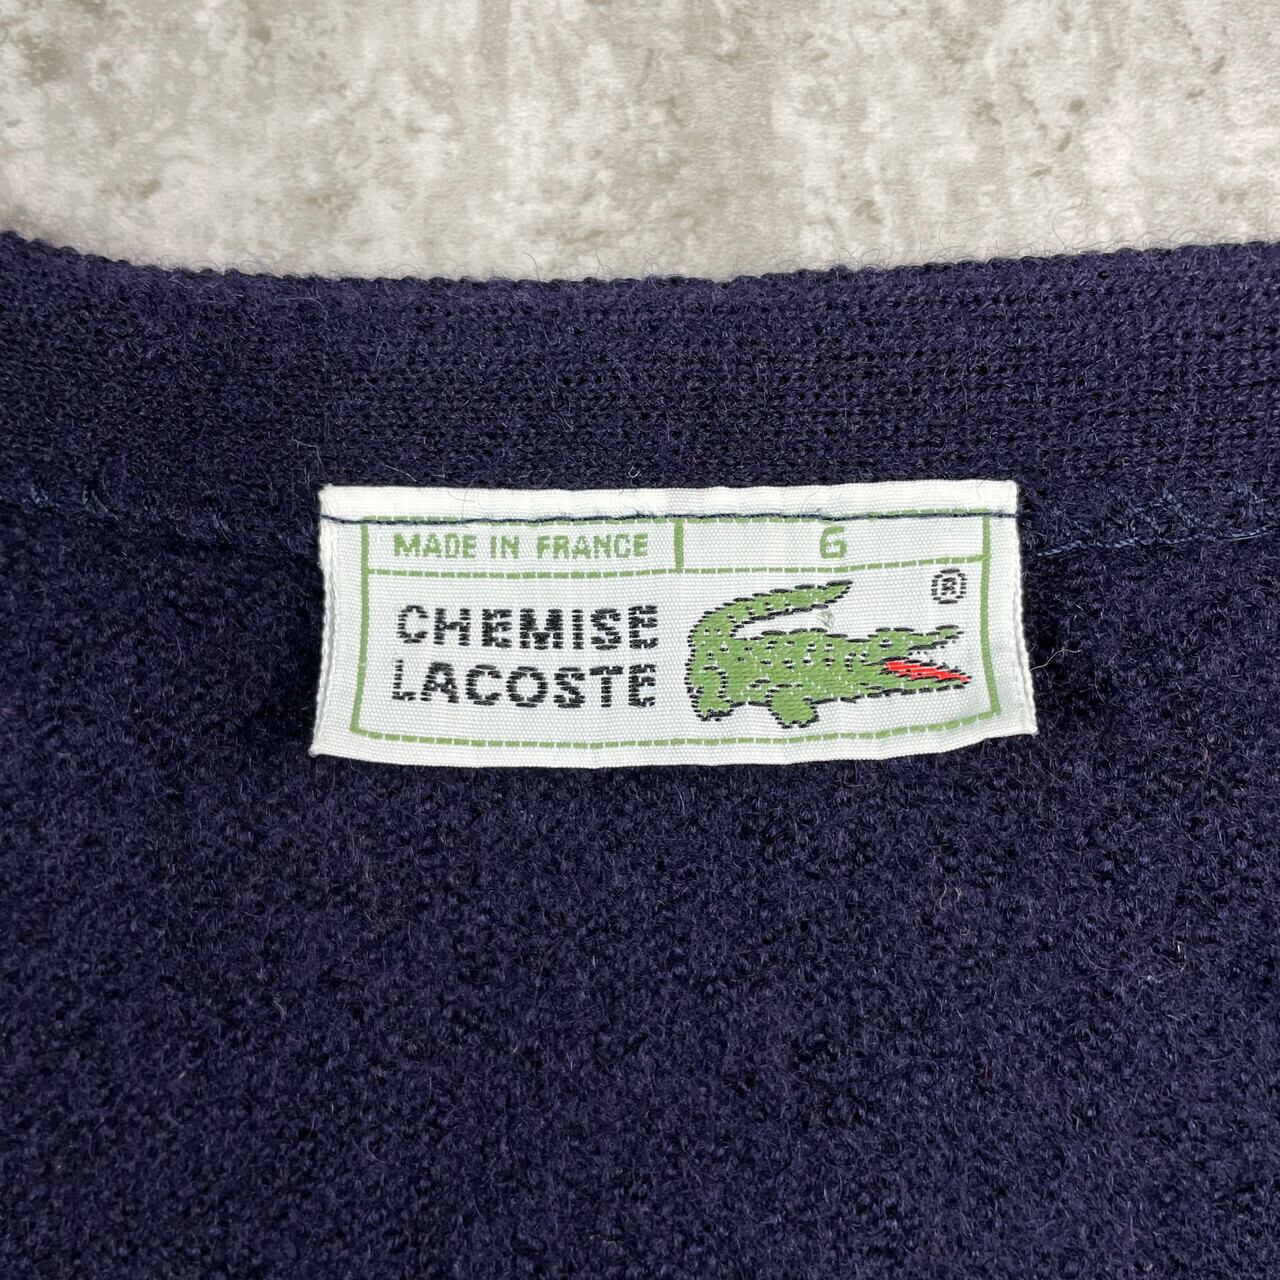 MADE IN FRANCE 6
®
CHEMISE
LACOSTE